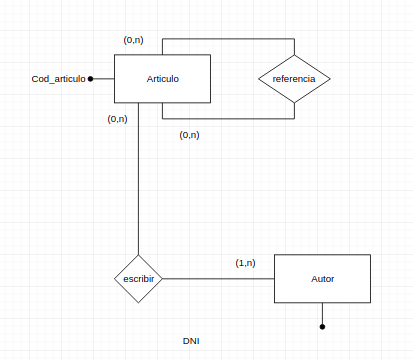 (0,n)
Cod_articulo
Articulo
referencia
(0,n)
(0,n)
(1,n)
escribir
Autor
DNI